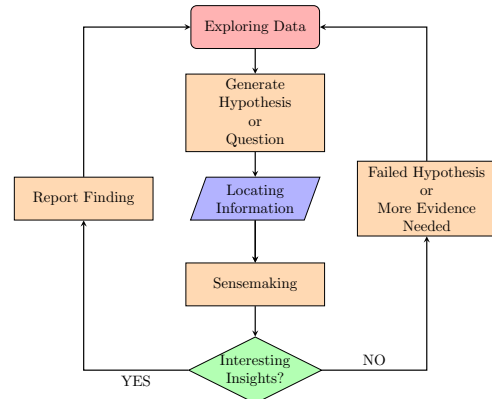 Exploring Data
Generate
Hypothesis
or
Question
Locating
Information
Report Finding
Failed Hypothesis
or
More Evidence
Needed
Sensemaking
Interesting
Insights?
YES
NO